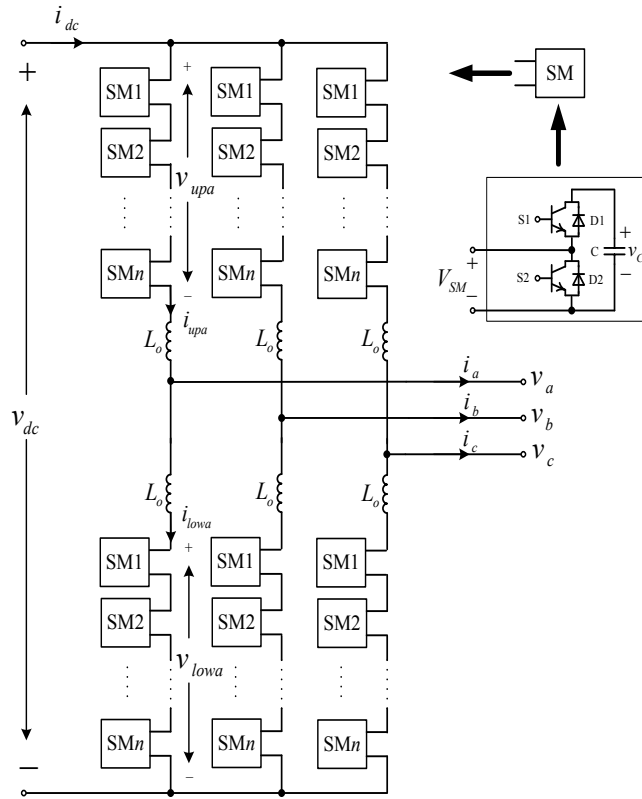 i_dc
+
SM1
SM2
SMn
+
v_upa
−
i_upa
L_o
SM1
SM2
SMn
L_o
SM1
SM2
SMn
L_o
SM
S1
D1
S2
D2
C
+
v_C
−
+
V_SM
−
i_a
v_a
i_b
v_b
i_c
v_c
v_dc
L_o
i_lowa
L_o
L_o
+
SM1
SM2
v_lowa
SMn
−
SM1
SM2
SMn
SM1
SM2
SMn
−